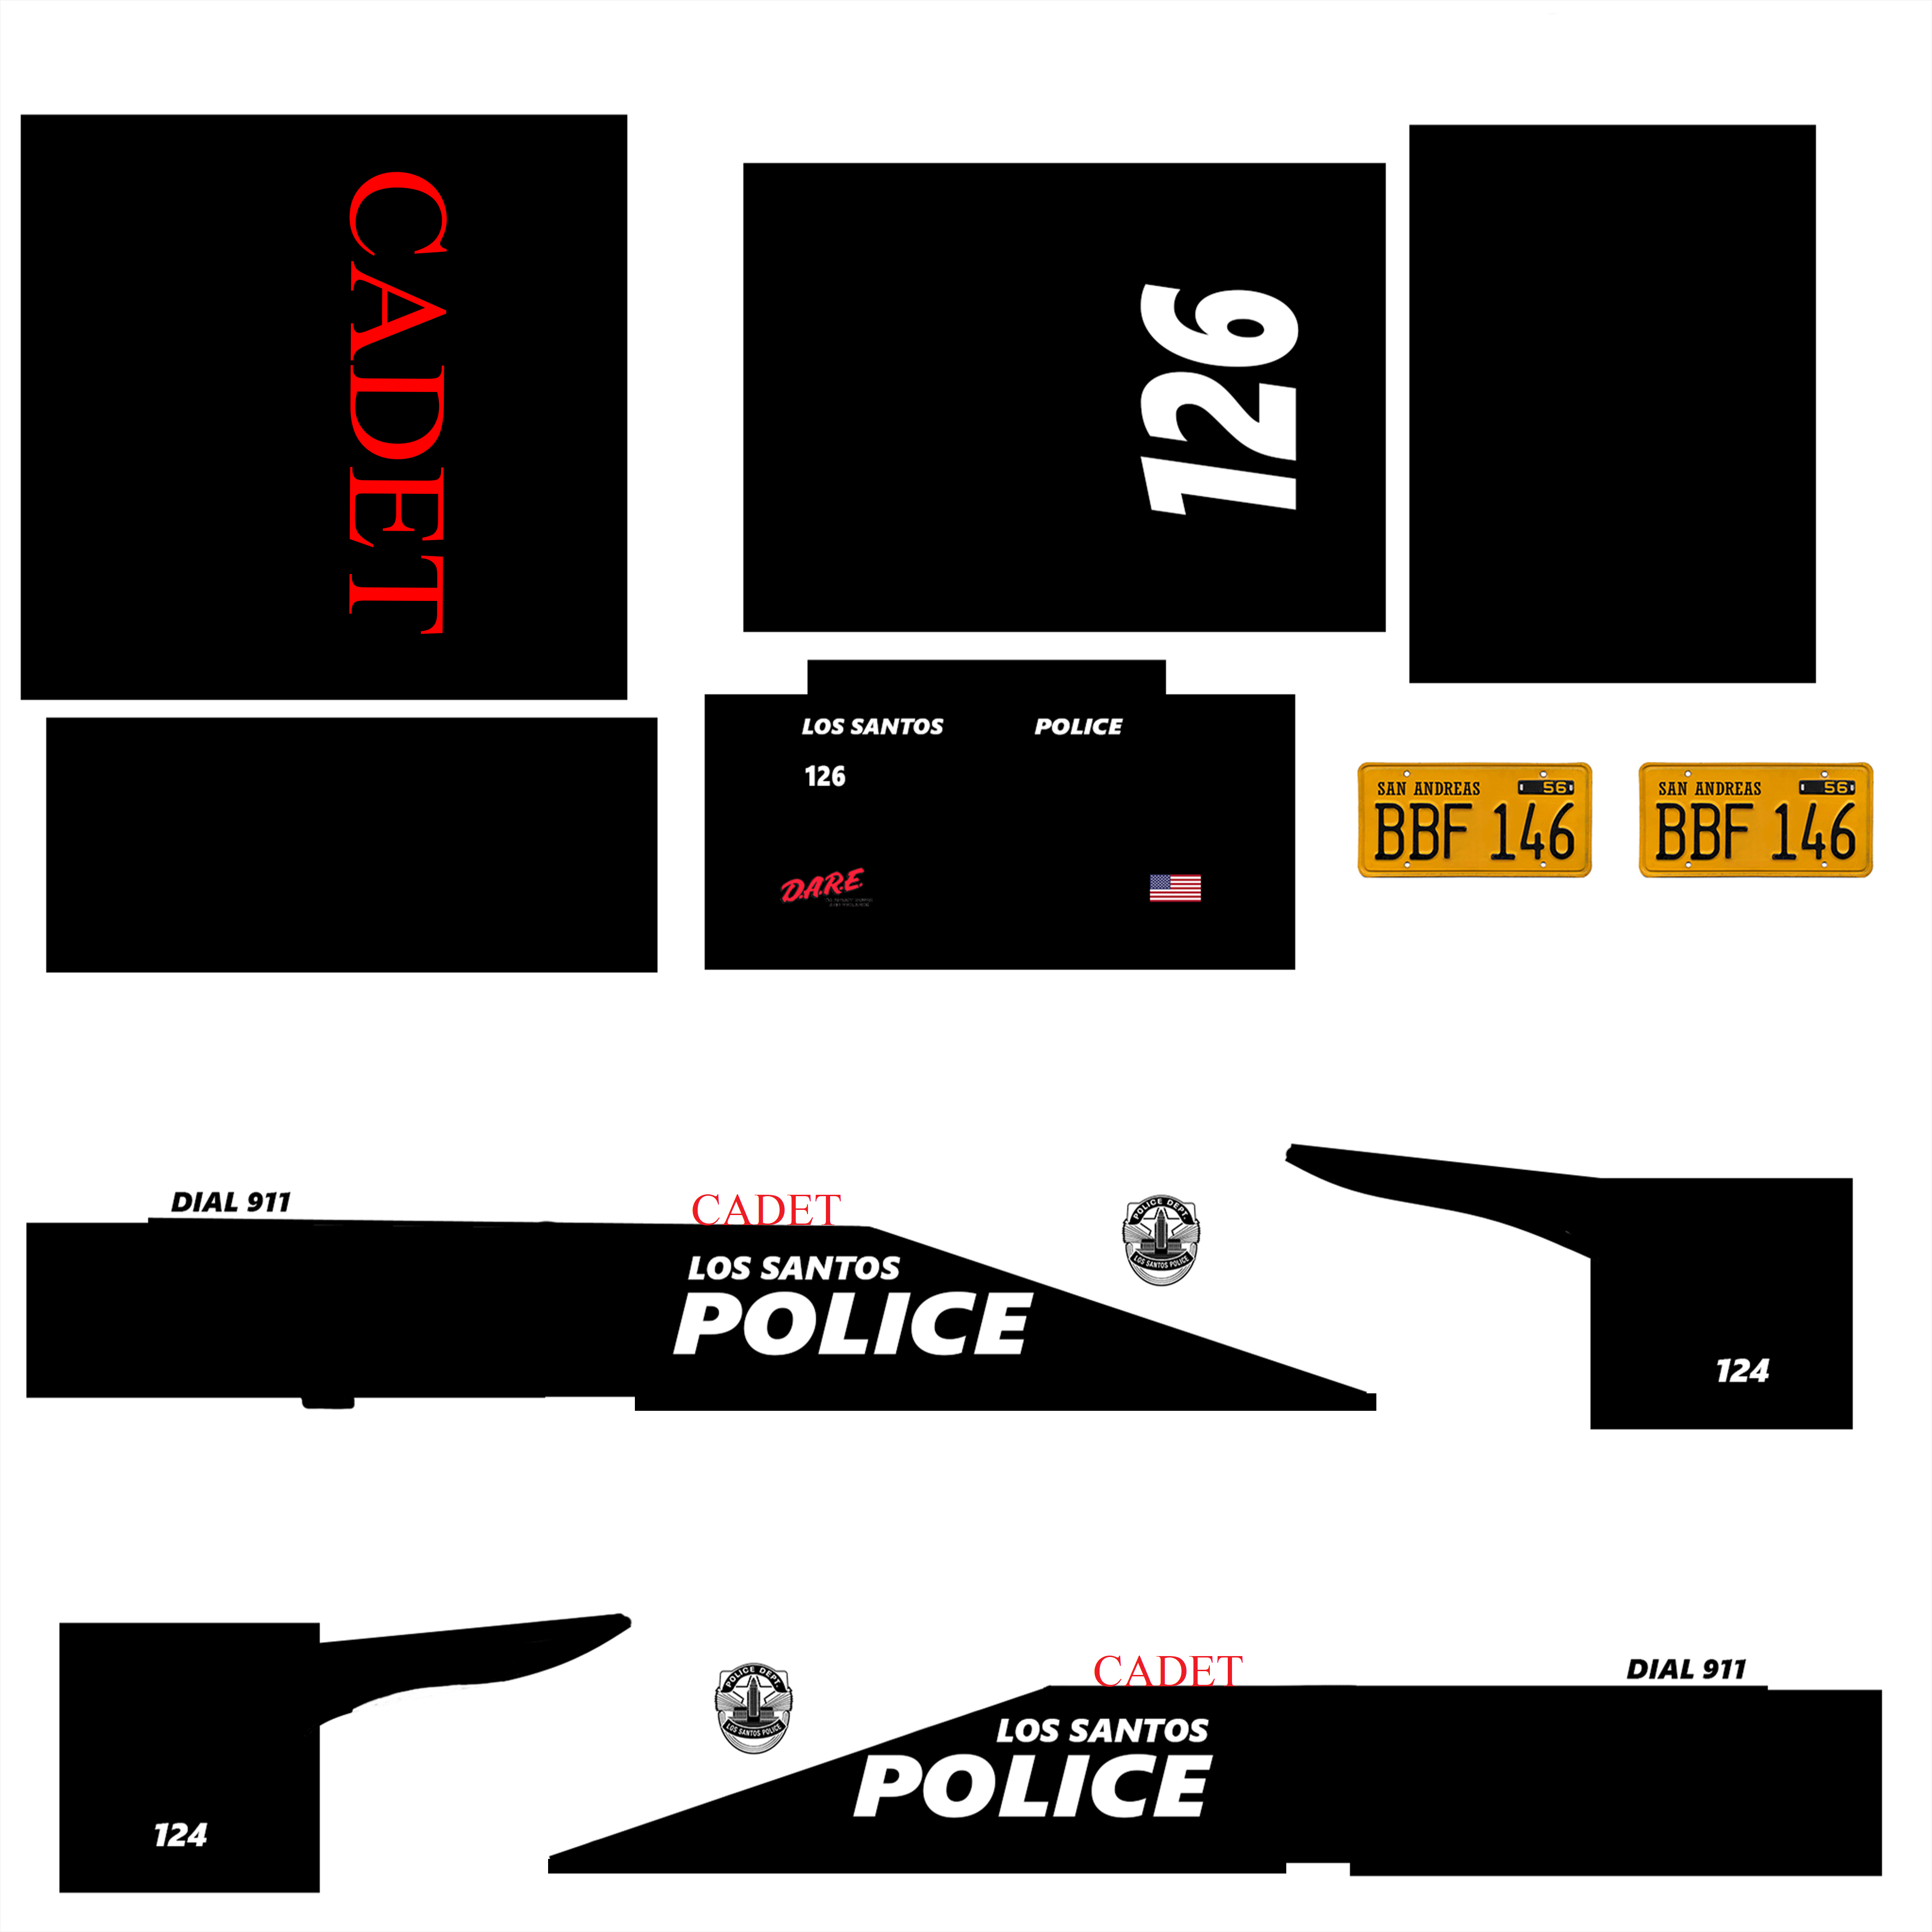 CADET
126
LOS SANTOS POLICE
126
D.A.R.E.
SAN ANDREAS 56
BBF 146
SAN ANDREAS 56
BBF 146
DIAL 911
CADET
LOS SANTOS
POLICE
POLICE DEPT.
LOS SANTOS POLICE
124
124
POLICE DEPT.
LOS SANTOS POLICE
CADET
LOS SANTOS
POLICE
DIAL 911